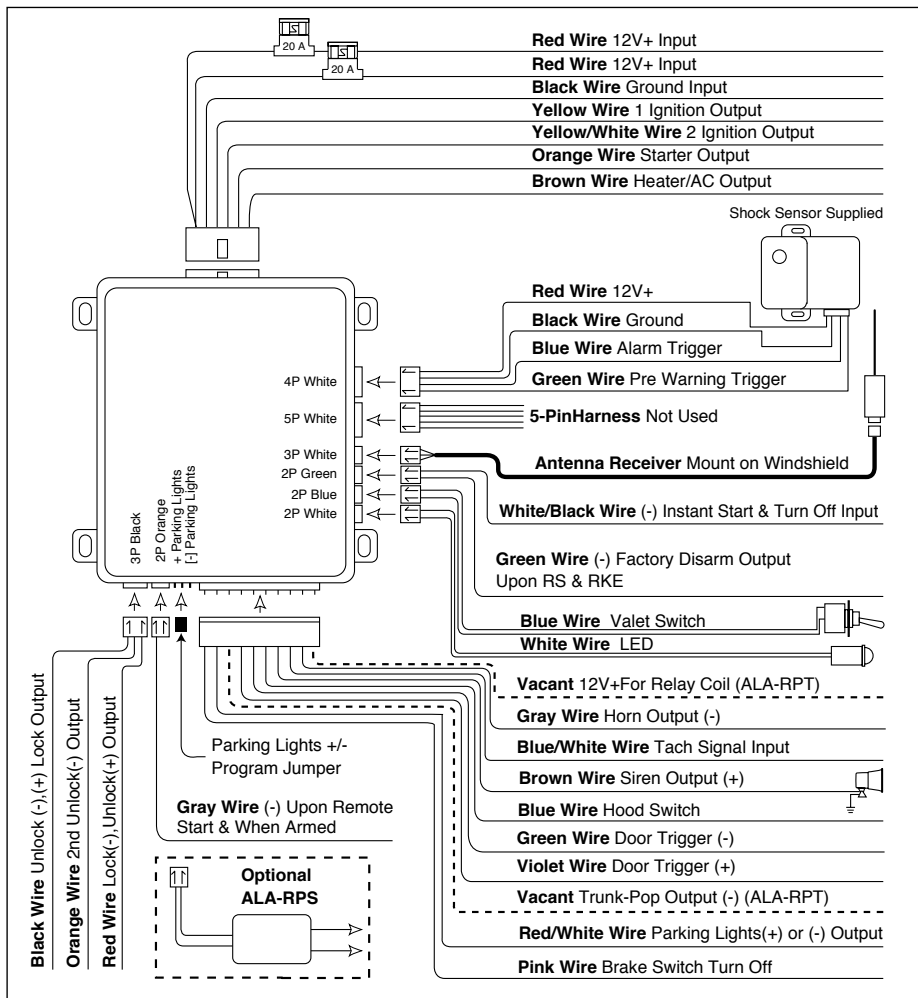 20 A
20 A
Red Wire 12V+ Input
Red Wire 12V+ Input
Black Wire Ground Input
Yellow Wire 1 Ignition Output
Yellow/White Wire 2 Ignition Output
Orange Wire Starter Output
Brown Wire Heater/AC Output
Shock Sensor Supplied
Red Wire 12V+
Black Wire Ground
Blue Wire Alarm Trigger
Green Wire Pre Warning Trigger
4P White
5P White
3P White
2P Green
2P Blue
2P White
5-PinHarness Not Used
Antenna Receiver Mount on Windshield
White/Black Wire (-) Instant Start & Turn Off Input
Green Wire (-) Factory Disarm Output
Upon RS & RKE
Blue Wire Valet Switch
White Wire LED
3P Black
2P Orange
+ Parking Lights
[-] Parking Lights
Vacant 12V+For Relay Coil (ALA-RPT)
Gray Wire Horn Output (-)
Blue/White Wire Tach Signal Input
Brown Wire Siren Output (+)
Blue Wire Hood Switch
Green Wire Door Trigger (-)
Violet Wire Door Trigger (+)
Vacant Trunk-Pop Output (-) (ALA-RPT)
Red/White Wire Parking Lights(+) or (-) Output
Pink Wire Brake Switch Turn Off
Parking Lights +/-
Program Jumper
Gray Wire (-) Upon Remote
Start & When Armed
Optional
ALA-RPS
Black Wire Unlock (-),(+) Lock Output
Orange Wire 2nd Unlock(-) Output
Red Wire Lock(-),Unlock(+) Output